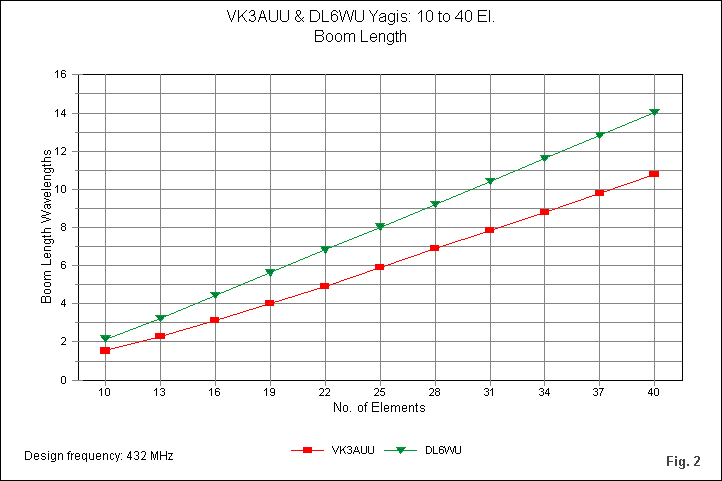 VK3AUU & DL6WU Yagis: 10 to 40 El.
Boom Length
Boom Length Wavelengths
16
14
12
10
8
6
4
2
0
10 13 16 19 22 25 28 31 34 37 40
No. of Elements
Design frequency: 432 MHz
VK3AUU DL6WU
Fig. 2